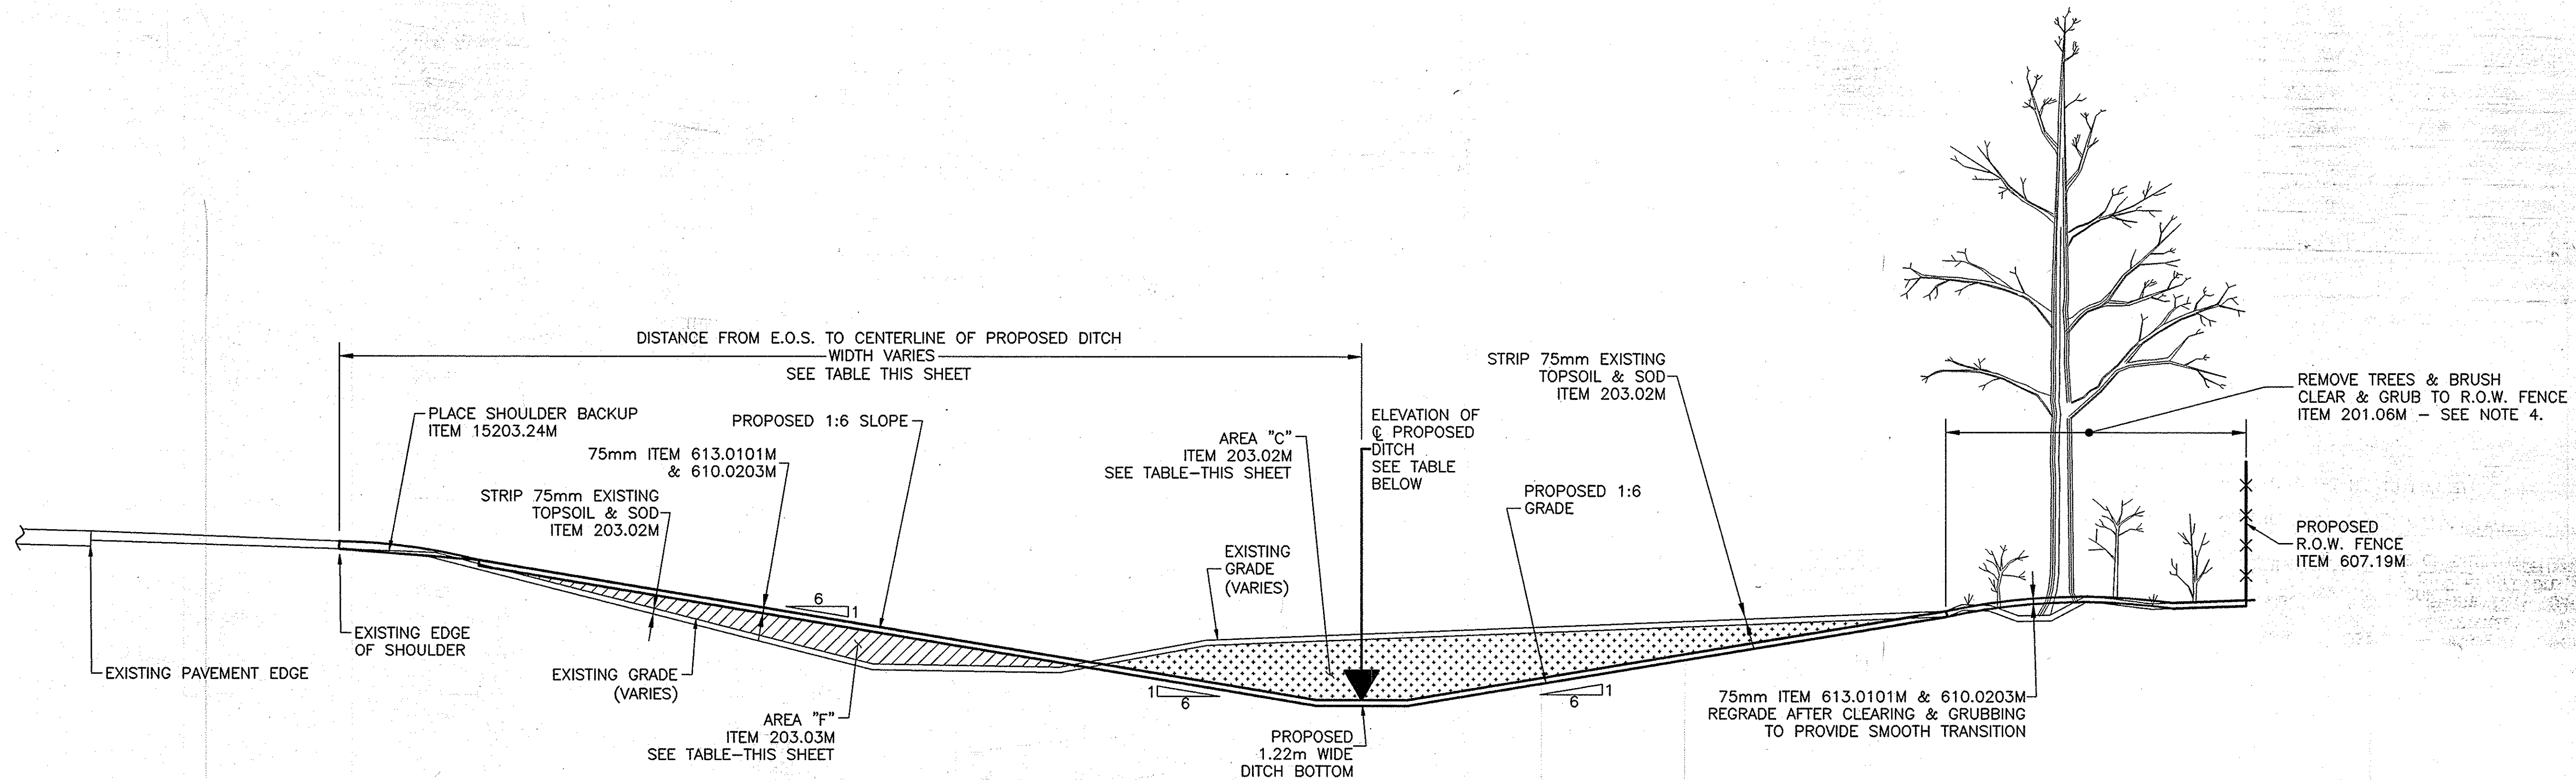 DISTANCE FROM E.O.S. TO CENTERLINE OF PROPOSED DITCH
WIDTH VARIES
SEE TABLE THIS SHEET
PLACE SHOULDER BACKUP
ITEM 15203.24M
PROPOSED 1:6 SLOPE
75mm ITEM 613.0101M
& 610.0203M
STRIP 75mm EXISTING
TOPSOIL & SOD
ITEM 203.02M
6
1
EXISTING EDGE
OF SHOULDER
EXISTING PAVEMENT EDGE
EXISTING GRADE
(VARIES)
AREA "F"
ITEM 203.03M
SEE TABLE-THIS SHEET
AREA "C"
ITEM 203.02M
SEE TABLE-THIS SHEET
EXISTING
GRADE
(VARIES)
1
6
ELEVATION OF
℄ PROPOSED
DITCH
SEE TABLE
BELOW
PROPOSED
1.22m WIDE
DITCH BOTTOM
STRIP 75mm EXISTING
TOPSOIL & SOD
ITEM 203.02M
PROPOSED 1:6
GRADE
1
6
REMOVE TREES & BRUSH
CLEAR & GRUB TO R.O.W. FENCE
ITEM 201.06M - SEE NOTE 4.
PROPOSED
R.O.W. FENCE
ITEM 607.19M
75mm ITEM 613.0101M & 610.0203M
REGRADE AFTER CLEARING & GRUBBING
TO PROVIDE SMOOTH TRANSITION